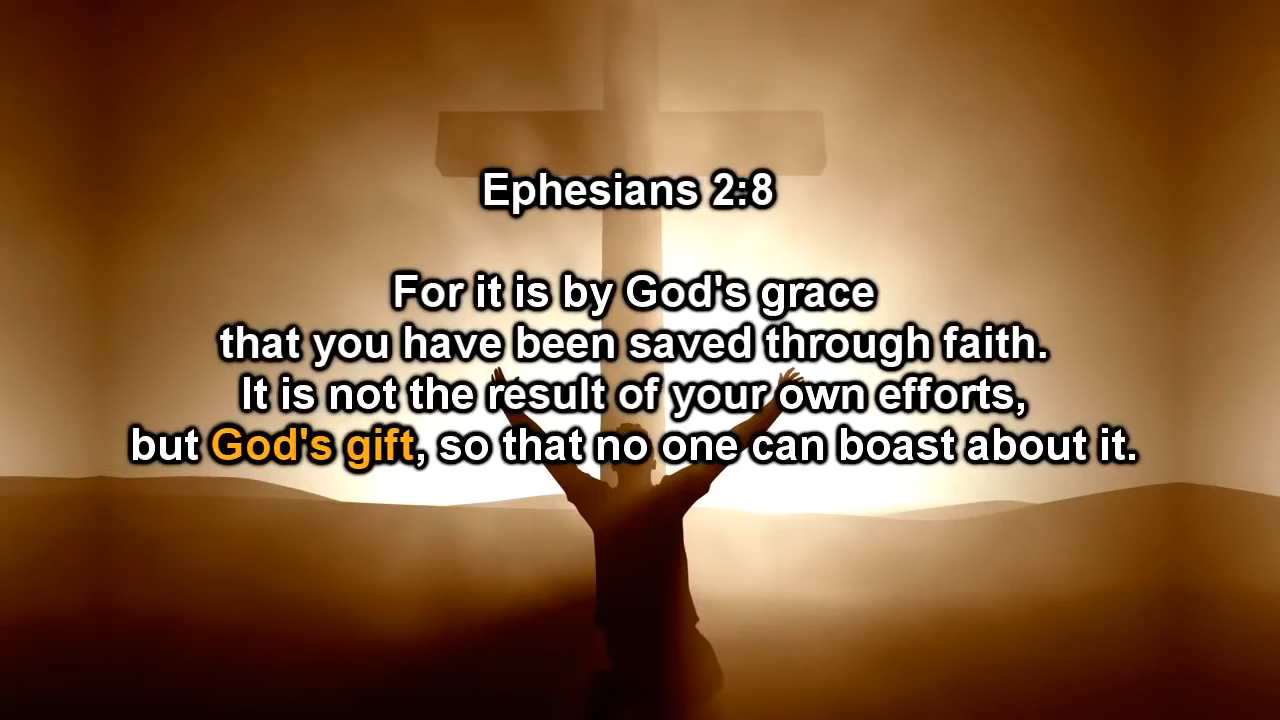 Ephesians 2:8
For it is by God's grace
that you have been saved through faith.
It is not the result of your own efforts,
but God's gift, so that no one can boast about it.